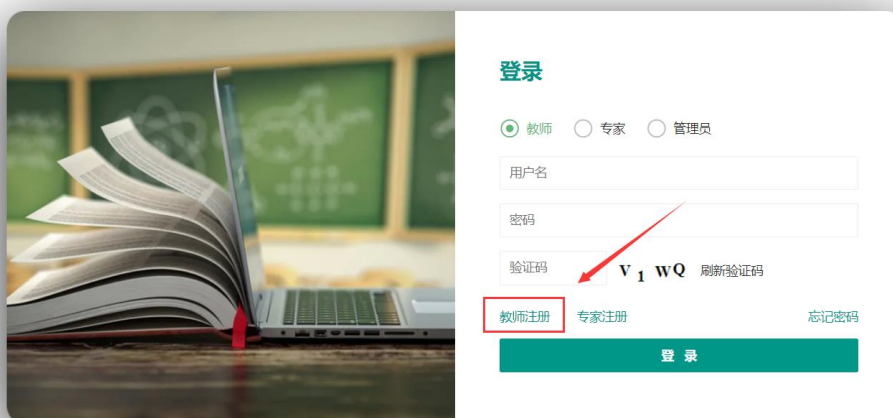 登录
教师 专家 管理员
用户名
密码
验证码 V 1 W Q 刷新验证码
教师注册 专家注册 忘记密码
登 录